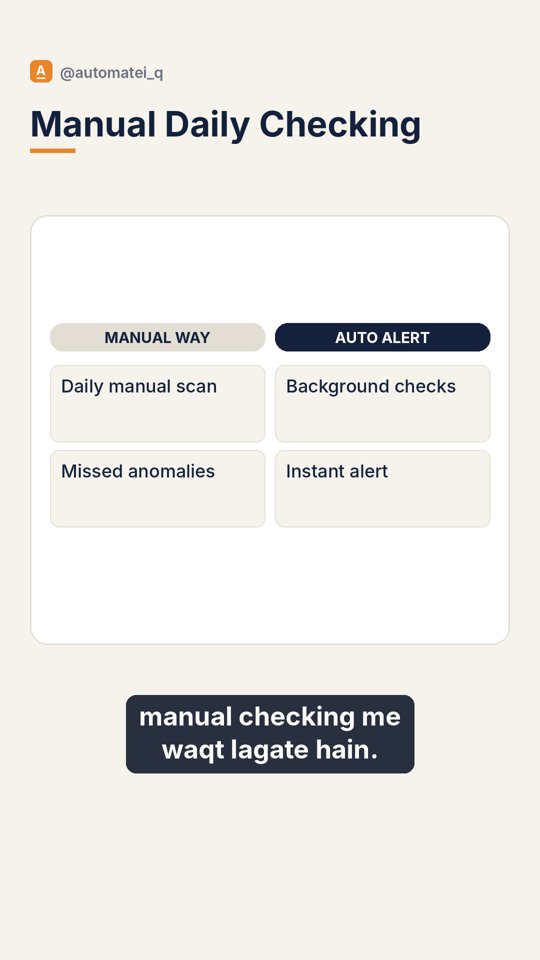 A
@automatei_q
Manual Daily Checking
MANUAL WAY
AUTO ALERT
Daily manual scan
Background checks
Missed anomalies
Instant alert
manual checking me
waqt lagate hain.